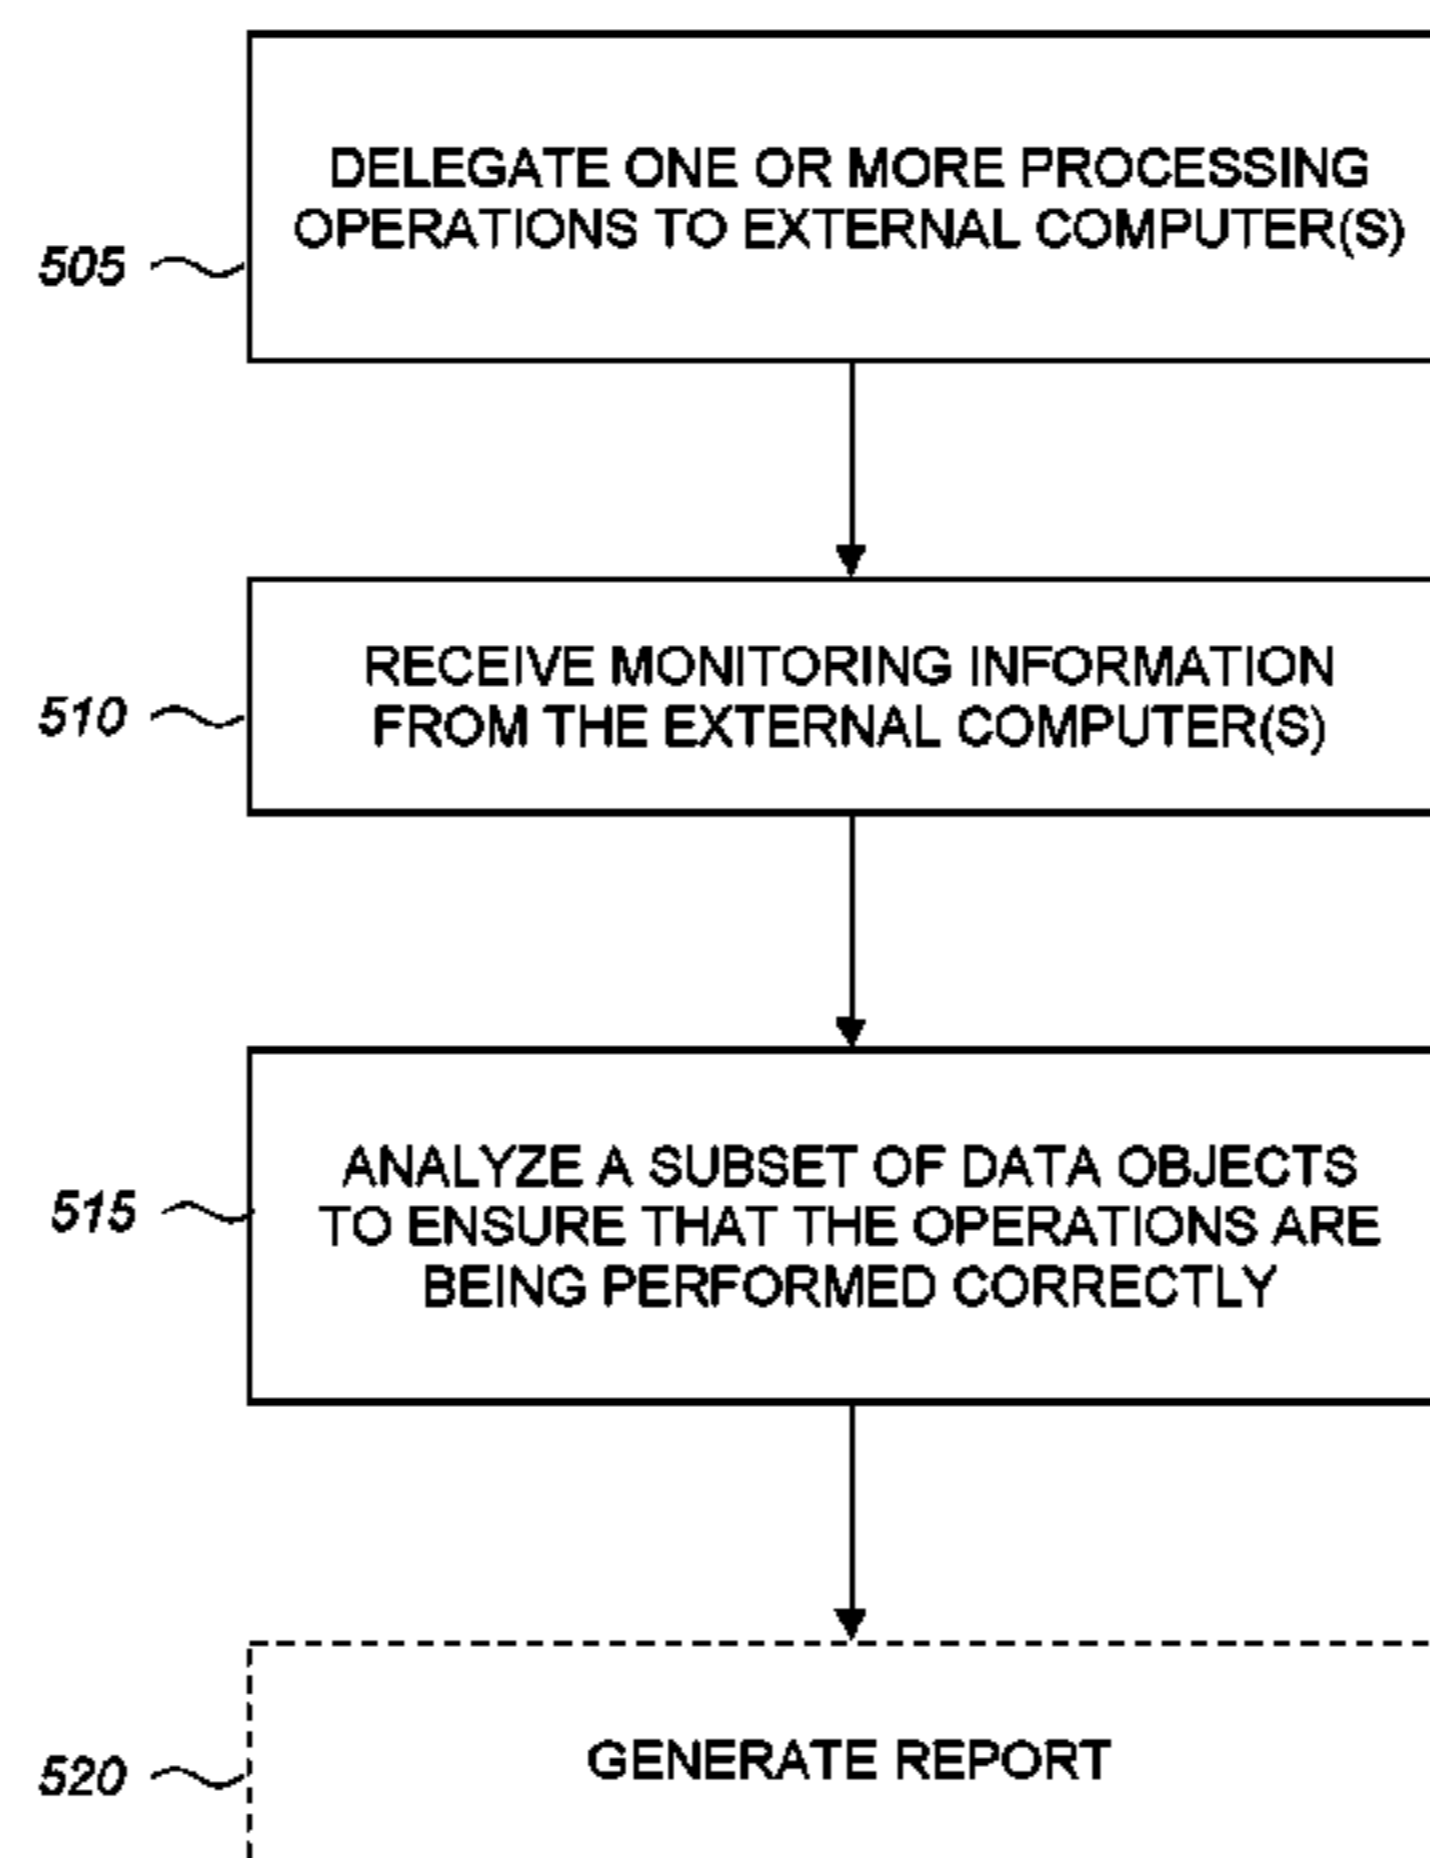 DELEGATE ONE OR MORE PROCESSING
OPERATIONS TO EXTERNAL COMPUTER(S)
505
RECEIVE MONITORING INFORMATION
FROM THE EXTERNAL COMPUTER(S)
510
ANALYZE A SUBSET OF DATA OBJECTS
TO ENSURE THAT THE OPERATIONS ARE
BEING PERFORMED CORRECTLY
515
GENERATE REPORT
520